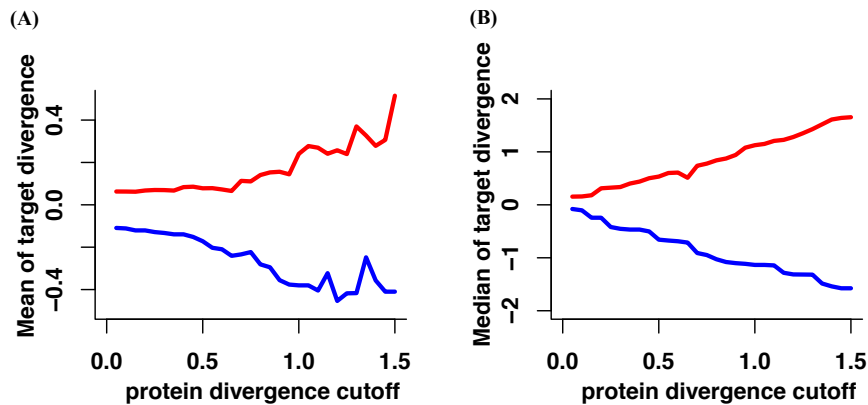 (A)
Mean of target divergence
0.4
0.0
−0.4
0.0 0.5 1.0 1.5
protein divergence cutoff
(B)
Median of target divergence
2
1
0
−1
−2
0.0 0.5 1.0 1.5
protein divergence cutoff